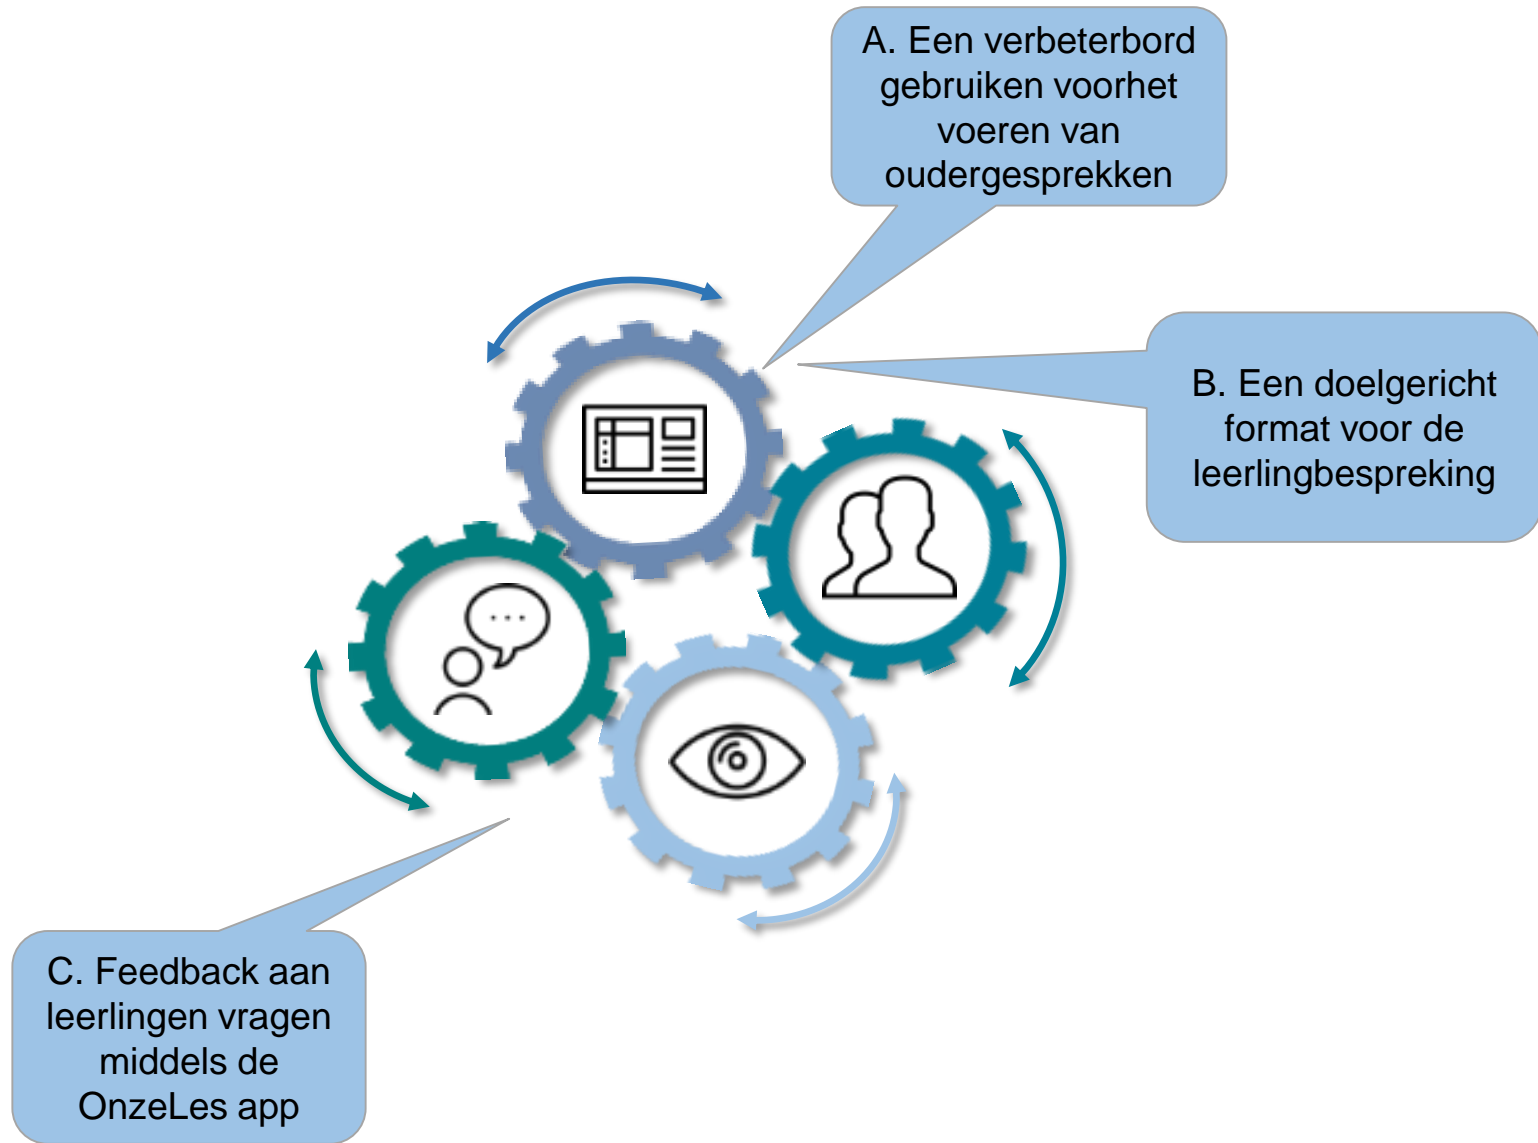 A. Een verbeterbord
gebruiken voorhet
voeren van
oudergesprekken
B. Een doelgericht
format voor de
leerlingbespreking
C. Feedback aan
leerlingen vragen
middels de
OnzeLes app